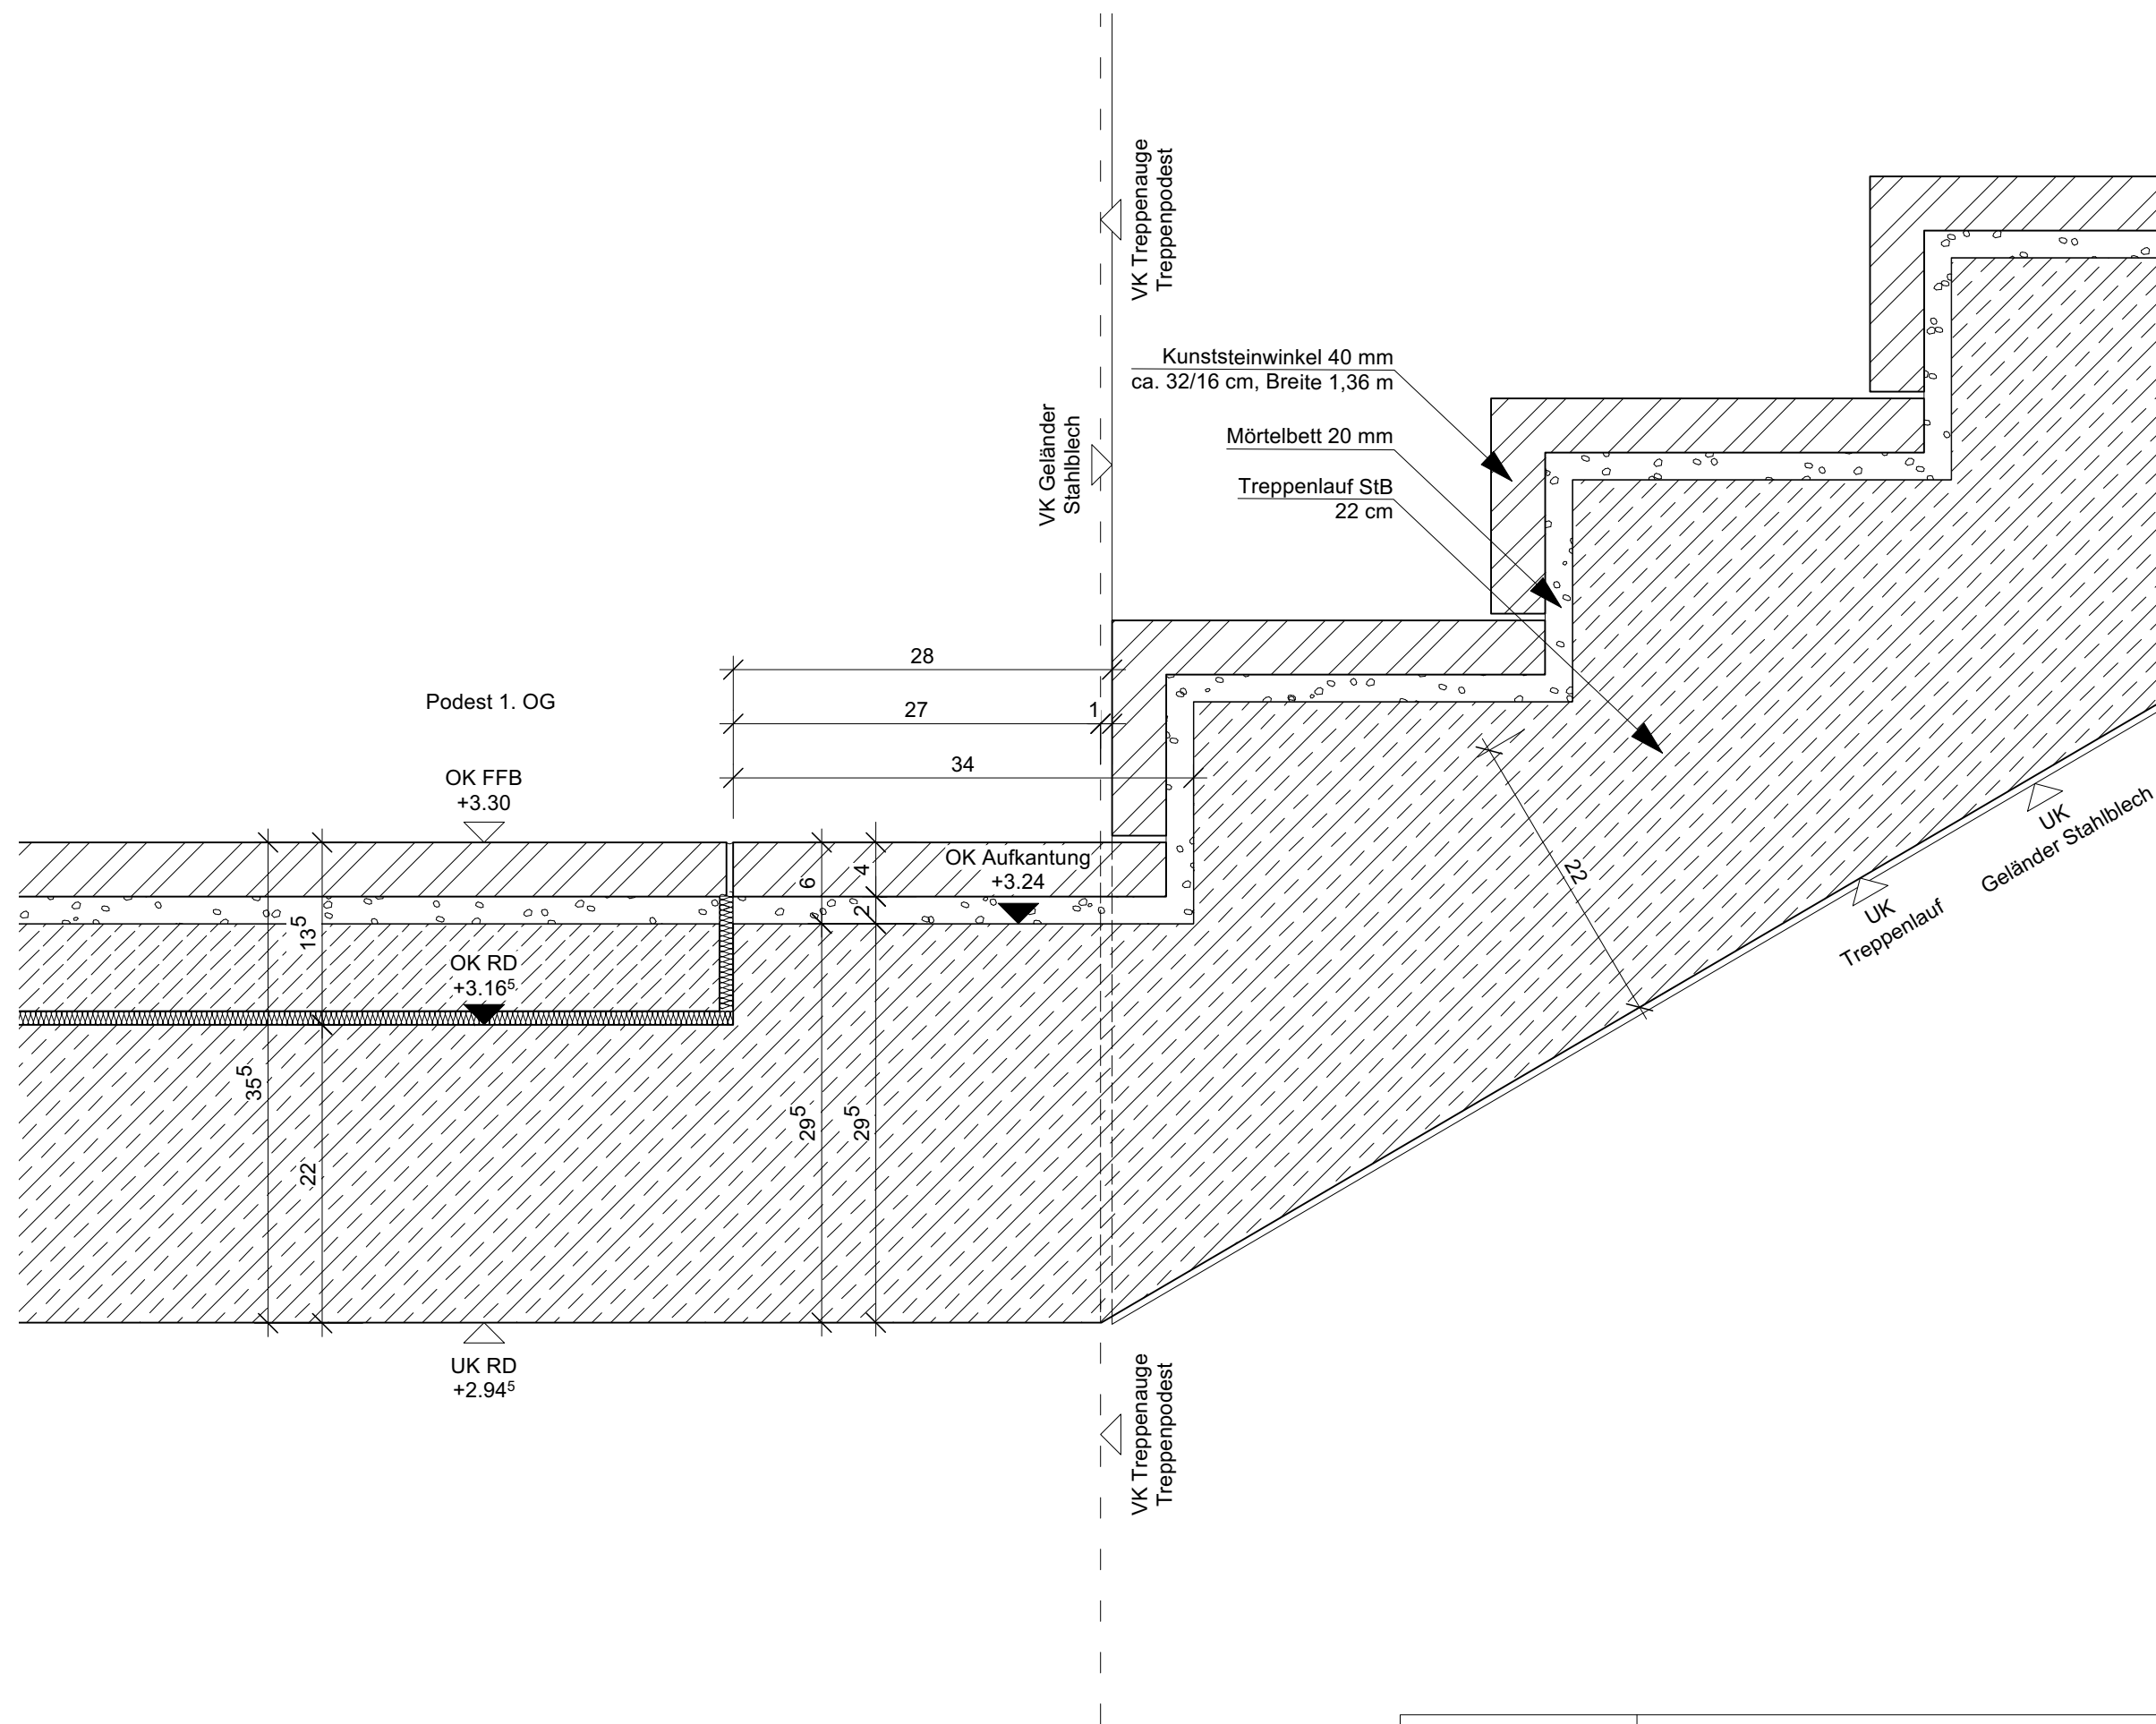 VK Treppenauge
Treppenpodest
Kunststeinwinkel 40 mm
ca. 32/16 cm, Breite 1,36 m
VK Geländer
Stahlblech
Mörtelbett 20 mm
Treppenlauf StB
22 cm
28
Podest 1. OG
27
1
34
OK FFB
+3.30
UK
Geländer Stahlblech
OK Aufkantung
+3.24
6
4
2
22
UK
Treppenlauf
13⁵
OK RD
+3.16⁵
35⁵
29⁵
29⁵
22
UK RD
+2.94⁵
VK Treppenauge
Treppenpodest